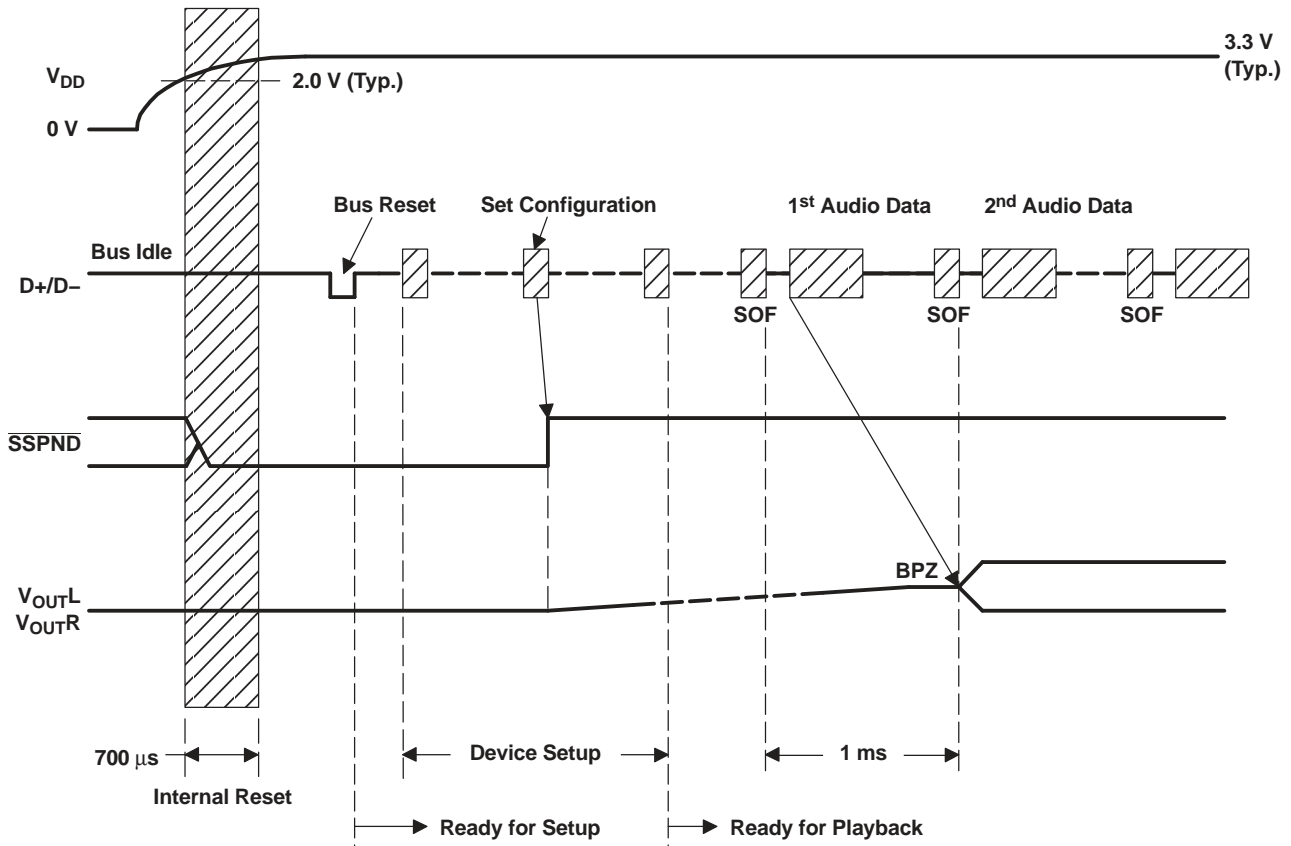 3.3 V
(Typ.)
VDD
2.0 V (Typ.)
0 V
Bus Reset
Set Configuration
1st Audio Data
2nd Audio Data
Bus Idle
D+/D–
SOF
SOF
SOF
SSPND
BPZ
VOUTL
VOUTR
700 μs
Device Setup
1 ms
Internal Reset
Ready for Setup
Ready for Playback